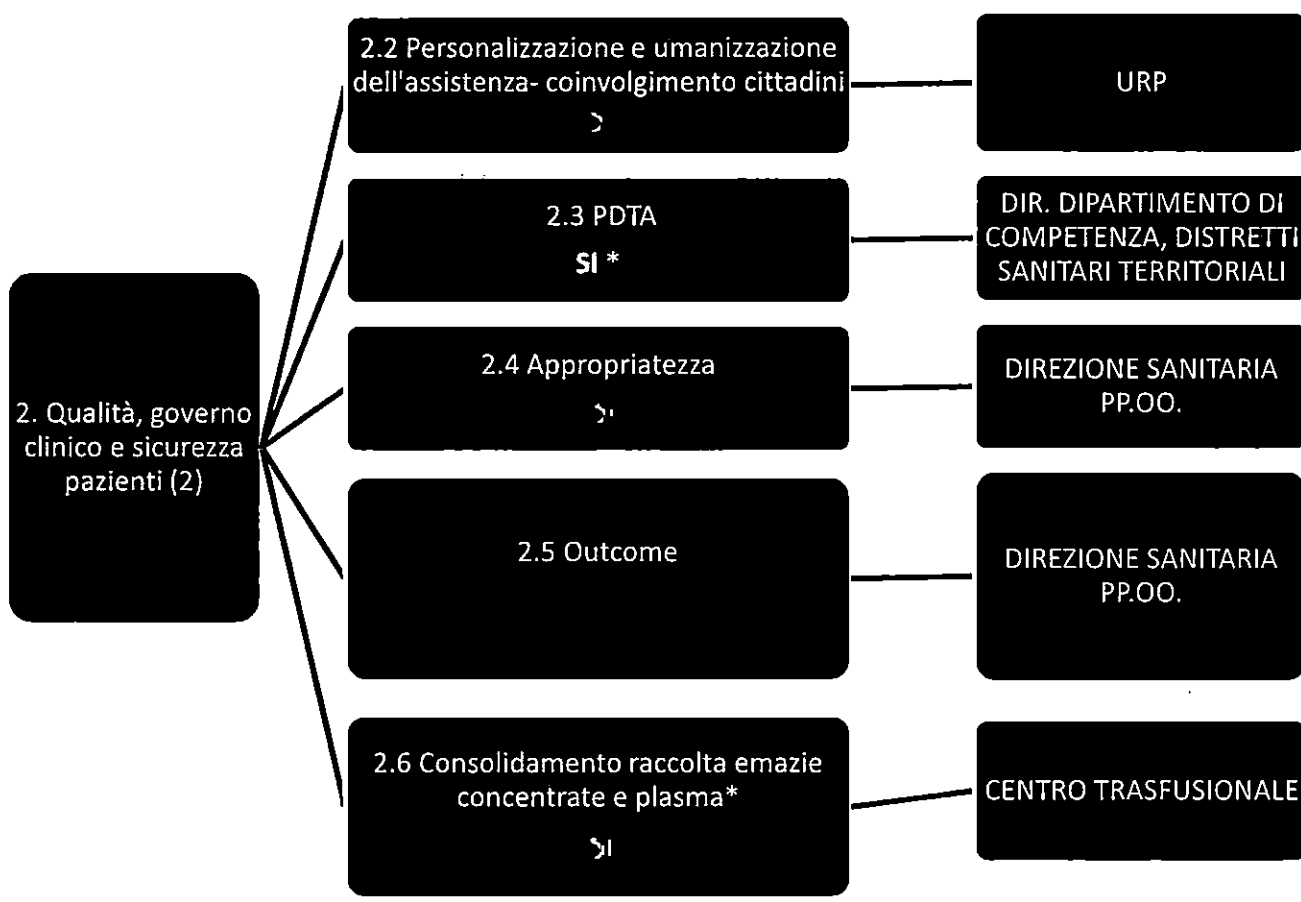 2. Qualità, governo
clinico e sicurezza
pazienti (2)
2.2 Personalizzazione e umanizzazione
dell'assistenza- coinvolgimento cittadini
URP
2.3 PDTA
SI *
DIR. DIPARTIMENTO DI
COMPETENZA, DISTRETTI
SANITARI TERRITORIALI
2.4 Appropriatezza
DIREZIONE SANITARIA
PP.OO.
2.5 Outcome
DIREZIONE SANITARIA
PP.OO.
2.6 Consolidamento raccolta emazie
concentrate e plasma*
CENTRO TRASFUSIONALE